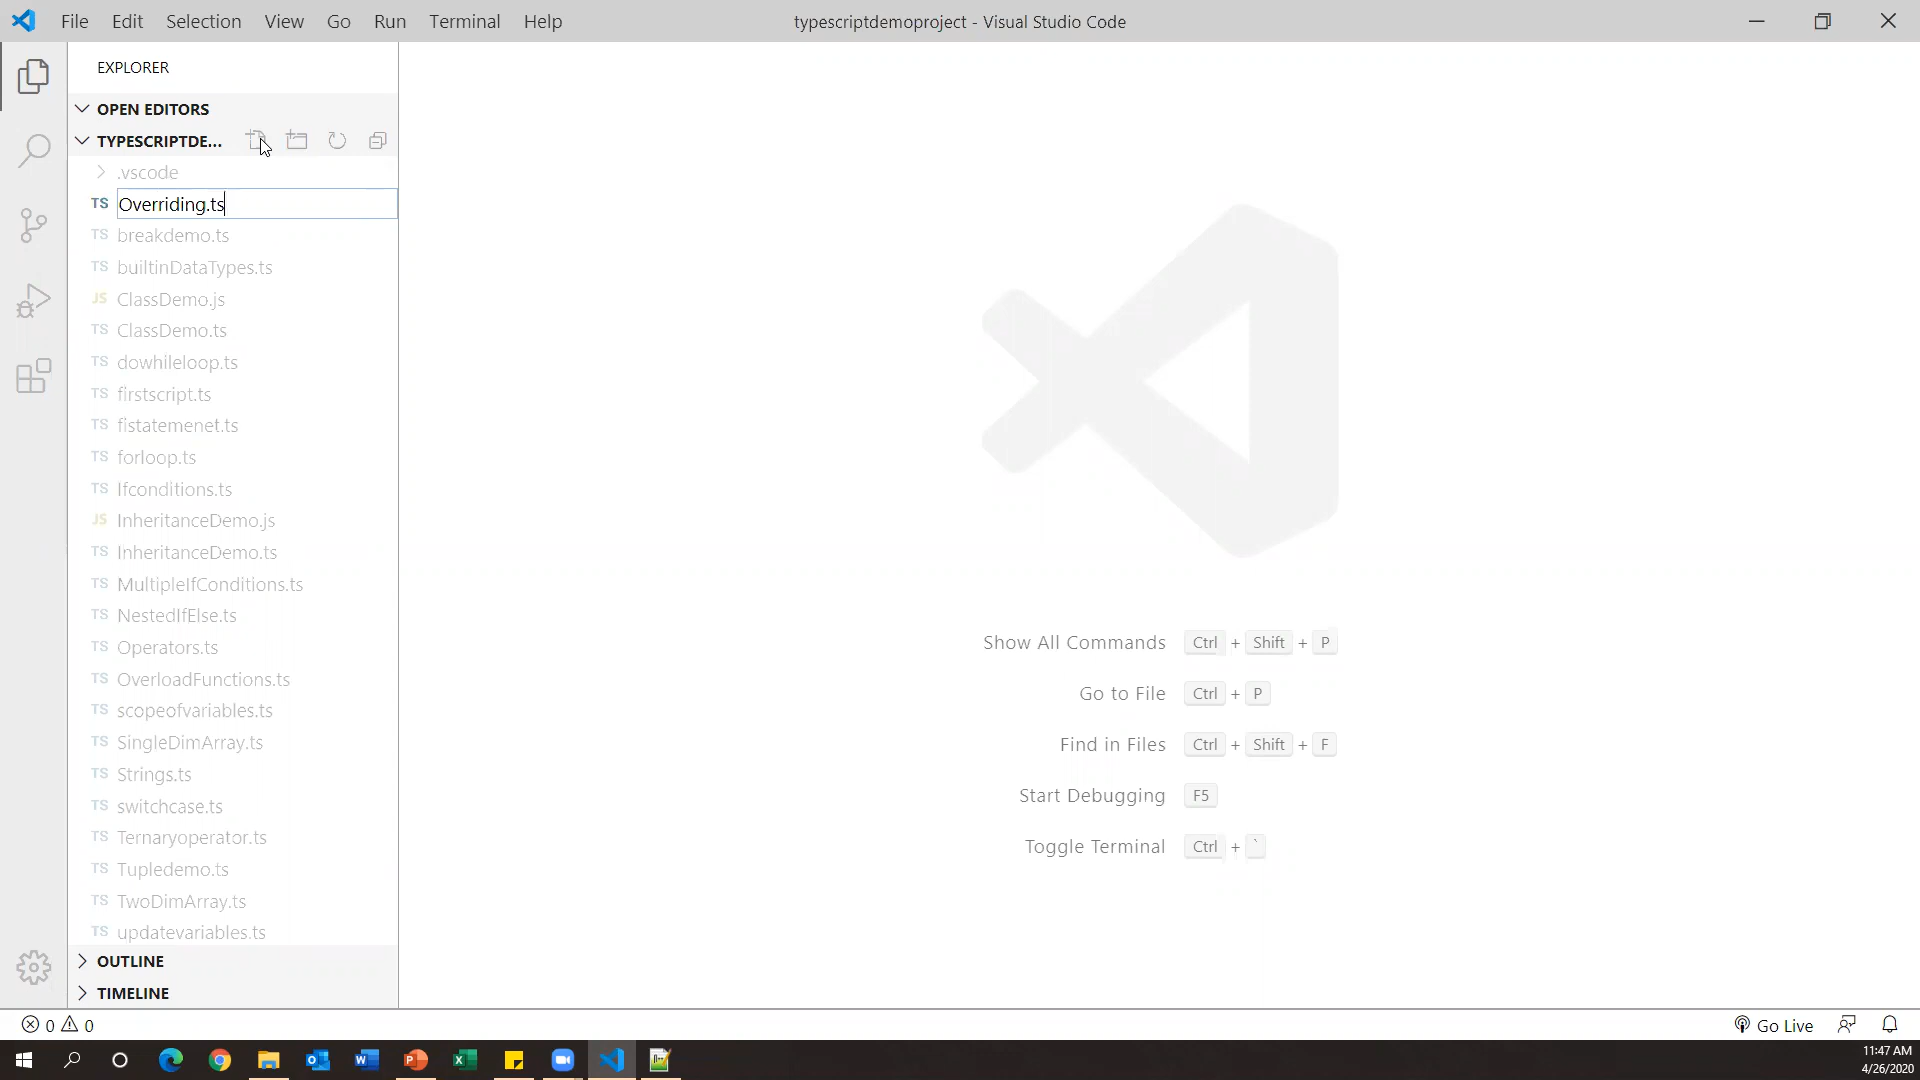 File Edit Selection View Go Run Terminal Help
typescriptdemoproject - Visual Studio Code
EXPLORER
OPEN EDITORS
TYPESCRIPTDE...
.vscode
TS Overriding.ts
TS breakdemo.ts
TS builtinDataTypes.ts
JS ClassDemo.js
TS ClassDemo.ts
TS dowhileloop.ts
TS firstscript.ts
TS fistatemenet.ts
TS forloop.ts
TS Ifconditions.ts
JS InheritanceDemo.js
TS InheritanceDemo.ts
TS MultipleIfConditions.ts
TS NestedIfElse.ts
TS Operators.ts
TS OverloadFunctions.ts
TS scopeofvariables.ts
TS SingleDimArray.ts
TS Strings.ts
TS switchcase.ts
TS Ternaryoperator.ts
TS Tupledemo.ts
TS TwoDimArray.ts
TS updatevariables.ts
OUTLINE
TIMELINE
Show All Commands Ctrl + Shift + P
Go to File Ctrl + P
Find in Files Ctrl + Shift + F
Start Debugging F5
Toggle Terminal Ctrl + `
0 0
Go Live
11:47 AM
4/26/2020